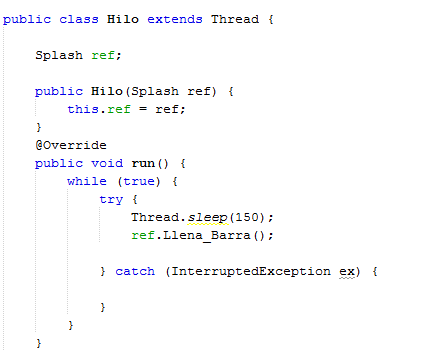 public class Hilo extends Thread {
Splash ref;
public Hilo(Splash ref) {
this.ref = ref;
}
@Override
public void run() {
while (true) {
try {
Thread.sleep(150);
ref.Llena_Barra();
} catch (InterruptedException ex) {
}
}
}